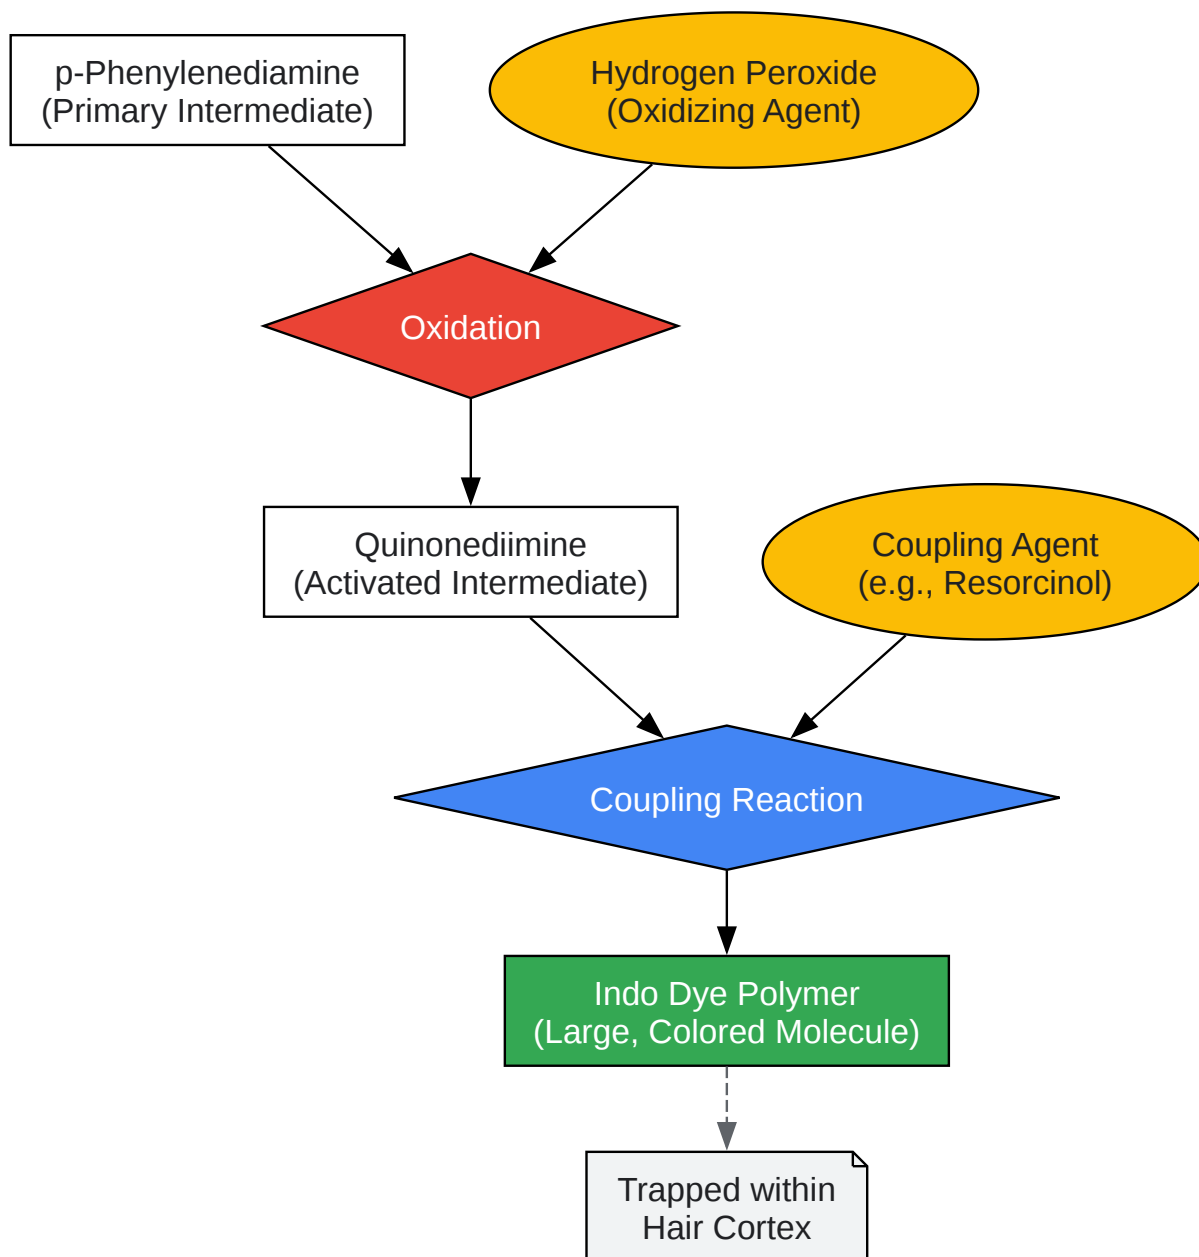 p-Phenylenediamine
(Primary Intermediate)
Hydrogen Peroxide
(Oxidizing Agent)
Oxidation
Quinonediimine
(Activated Intermediate)
Coupling Agent
(e.g., Resorcinol)
Coupling Reaction
Indo Dye Polymer
(Large, Colored Molecule)
Trapped within
Hair Cortex